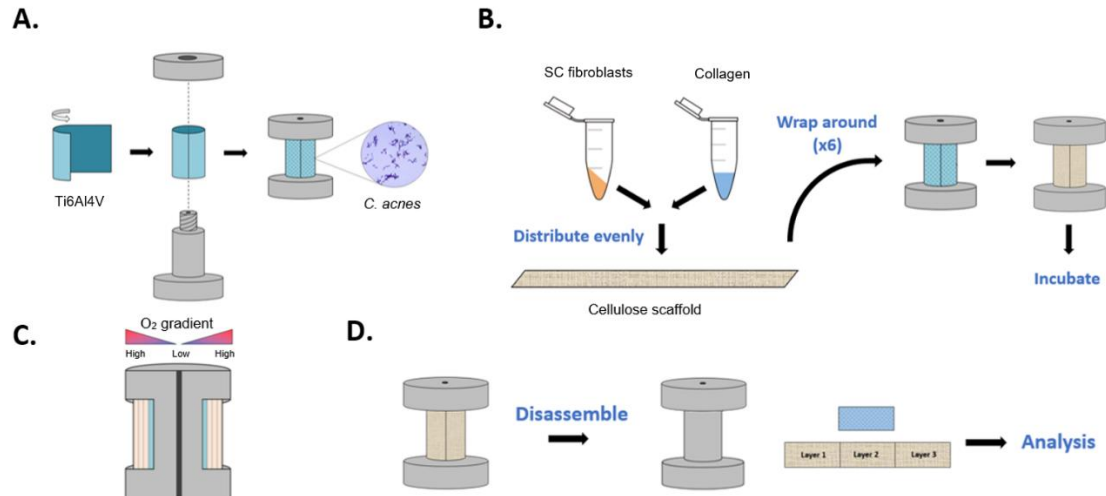 A.
Ti6Al4V
C. acnes
B.
SC fibroblasts
Collagen
Wrap around
(x6)
Distribute evenly
Cellulose scaffold
Incubate
C.
O₂ gradient
High
Low
High
D.
Disassemble
Layer 1
Layer 2
Layer 3
Analysis